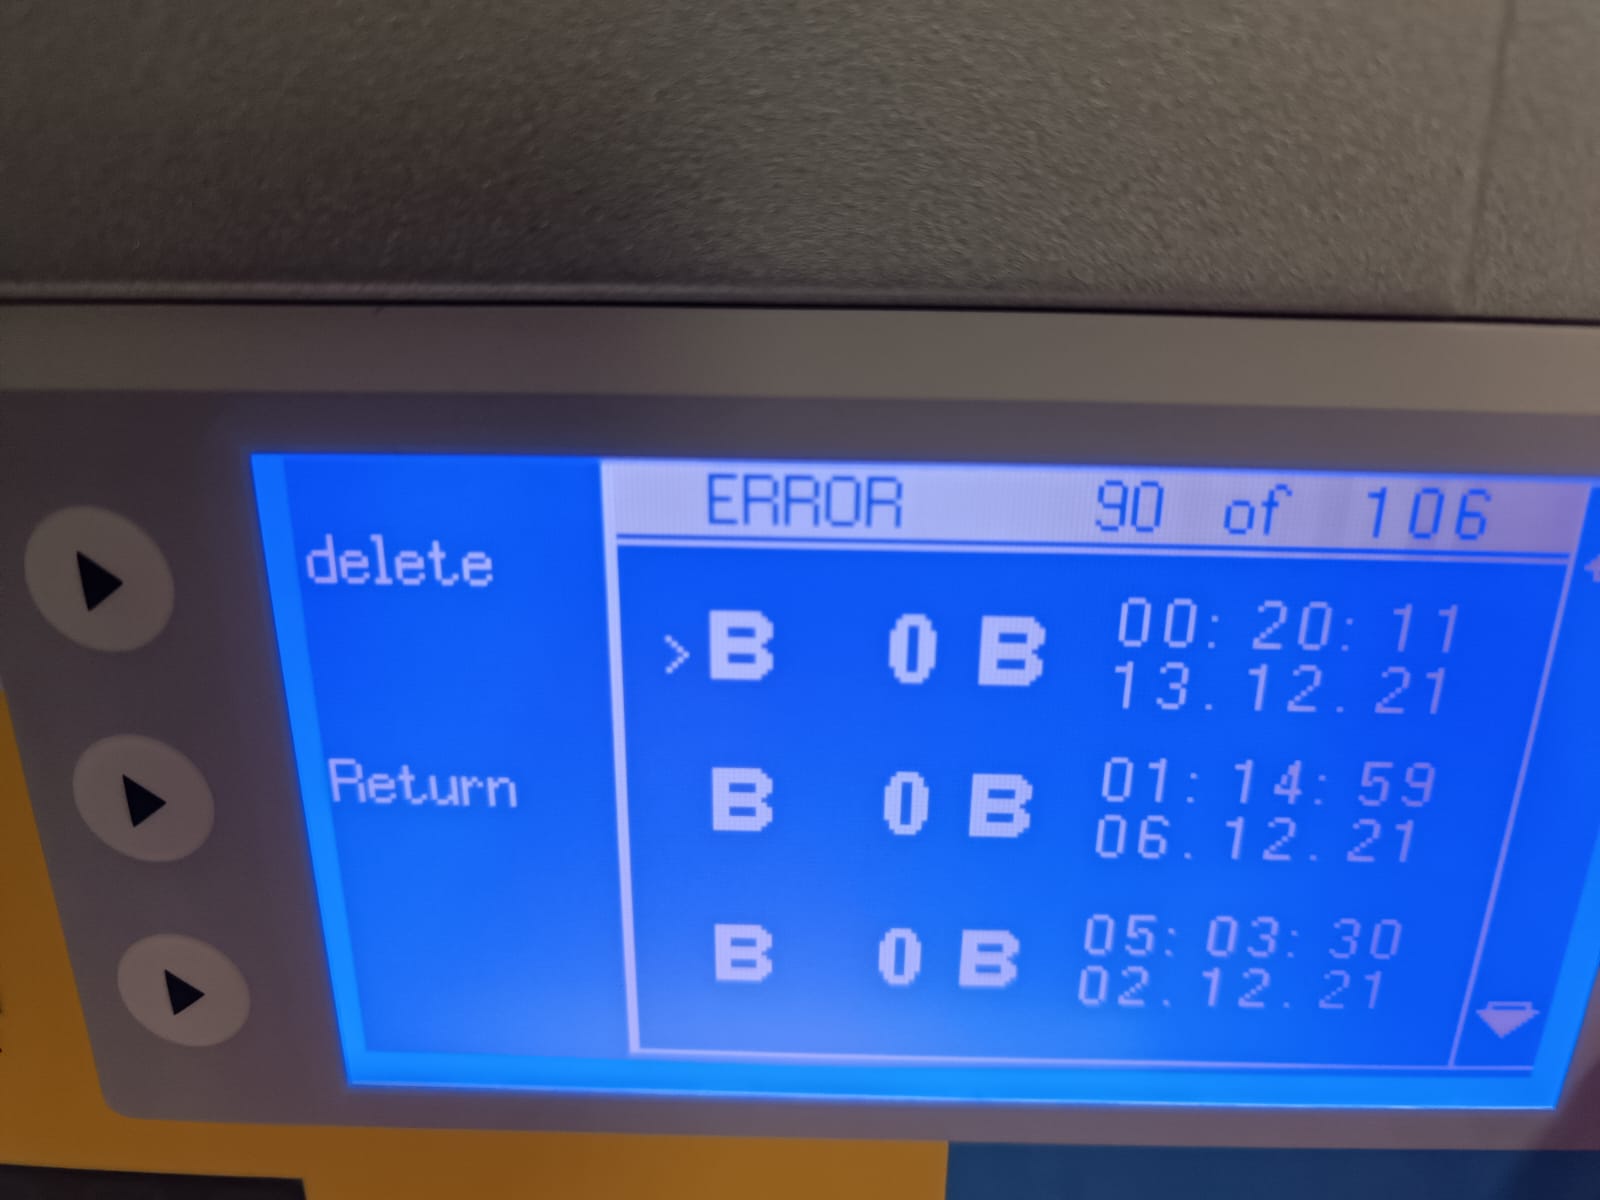 ERROR 90 of 106
delete
>B 0 B 00:20:11
13.12.21
Return
B 0 B 01:14:59
06.12.21
B 0 B 05:03:30
02.12.21